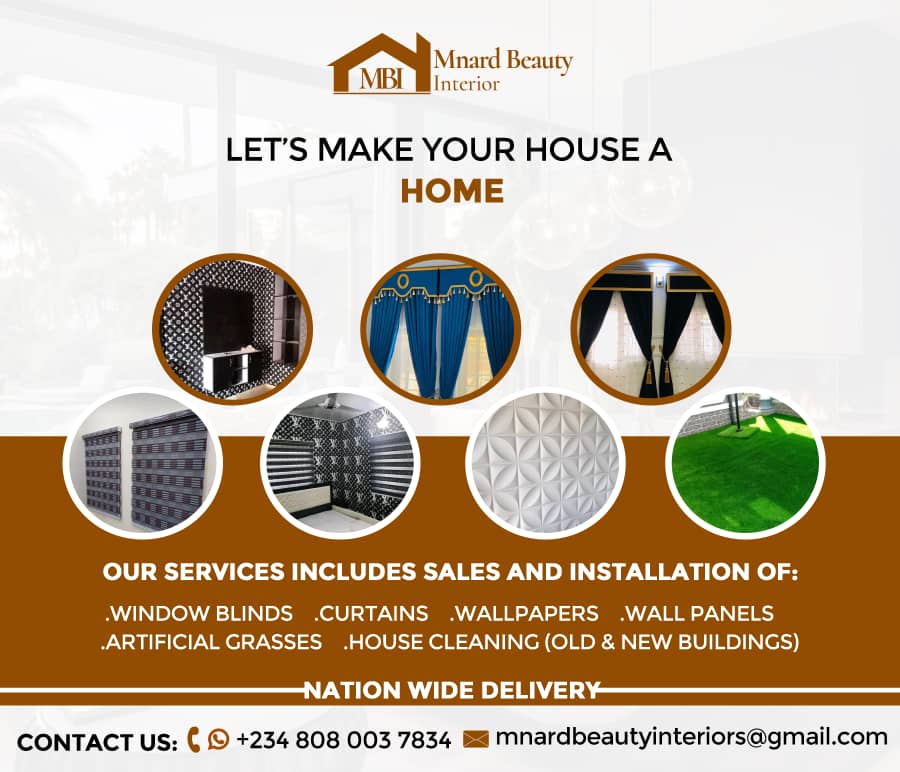 MBI
Mnard Beauty
Interior
LET'S MAKE YOUR HOUSE A
HOME
OUR SERVICES INCLUDES SALES AND INSTALLATION OF:
.WINDOW BLINDS .CURTAINS .WALLPAPERS .WALL PANELS
.ARTIFICIAL GRASSES .HOUSE CLEANING (OLD & NEW BUILDINGS)
NATION WIDE DELIVERY
CONTACT US: +234 808 003 7834 mnardbeautyinteriors@gmail.com